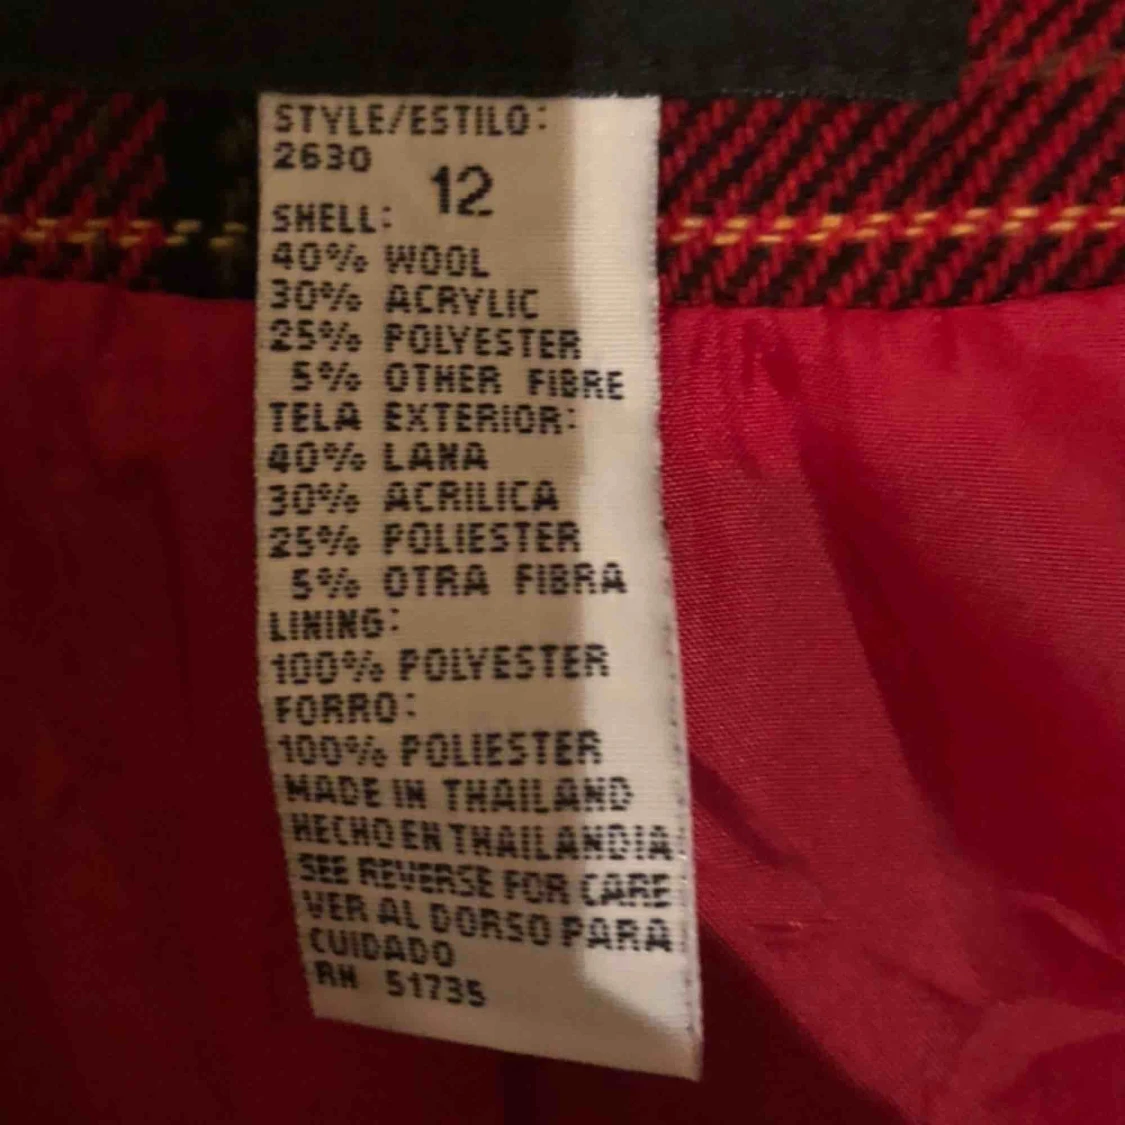 STYLE/ESTILO:
2630
12
SHELL:
40% WOOL
30% ACRYLIC
25% POLYESTER
5% OTHER FIBRE
TELA EXTERIOR:
40% LANA
30% ACRILICA
25% POLIESTER
5% OTRA FIBRA
LINING:
100% POLYESTER
FORRO:
100% POLIESTER
MADE IN THAILAND
HECHO EN THAILANDIA
SEE REVERSE FOR CARE
VER AL DORSO PARA
CUIDADO
RN 51735